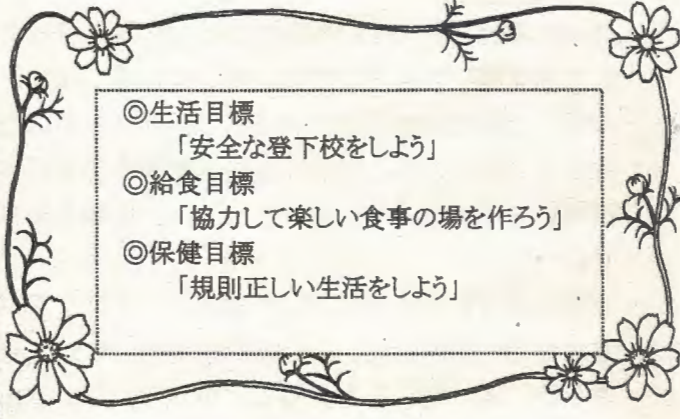 ◎生活目標
「安全な登下校をしよう」
◎給食目標
「協力して楽しい食事の場を作ろう」
◎保健目標
「規則正しい生活をしよう」